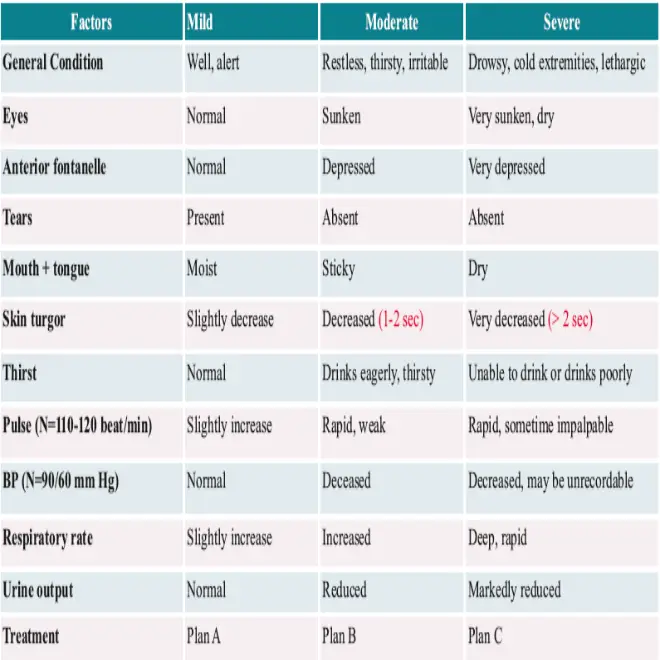 Factors Mild Moderate Severe
General Condition Well, alert Restless, thirsty, irritable Drowsy, cold extremities, lethargic
Eyes Normal Sunken Very sunken, dry
Anterior fontanelle Normal Depressed Very depressed
Tears Present Absent Absent
Mouth + tongue Moist Sticky Dry
Skin turgor Slightly decrease Decreased (1-2 sec) Very decreased (> 2 sec)
Thirst Normal Drinks eagerly, thirsty Unable to drink or drinks poorly
Pulse (N=110-120 beat/min) Slightly increase Rapid, weak Rapid, sometime impalpable
BP (N=90/60 mm Hg) Normal Deceased Decreased, may be unrecordable
Respiratory rate Slightly increase Increased Deep, rapid
Urine output Normal Reduced Markedly reduced
Treatment Plan A Plan B Plan C